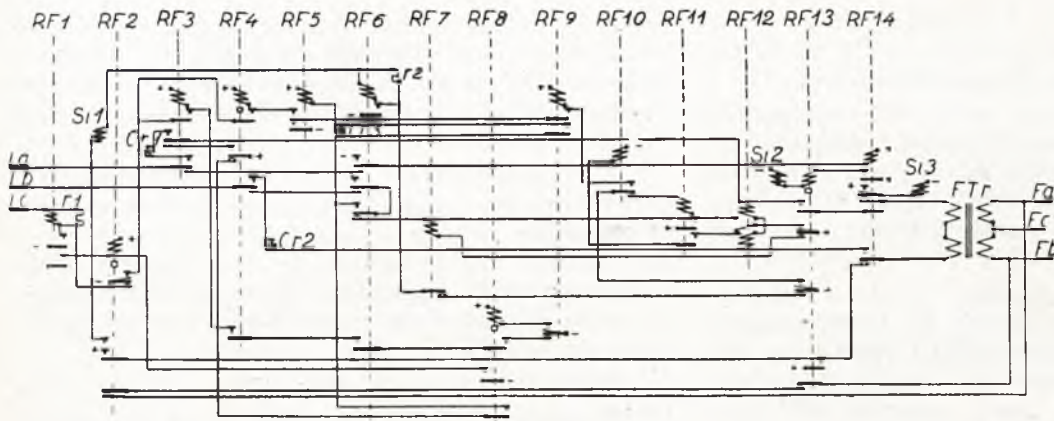 RF1 RF2 RF3 RF4 RF5 RF6 RF7 RF8 RF9 RF10 RF11 RF12 RF13 RF14
r2
Si1
Cr1
La
Lb
Lc
r1
Si2
Si3
FTr
Fa
Fc
Fb
Cr2